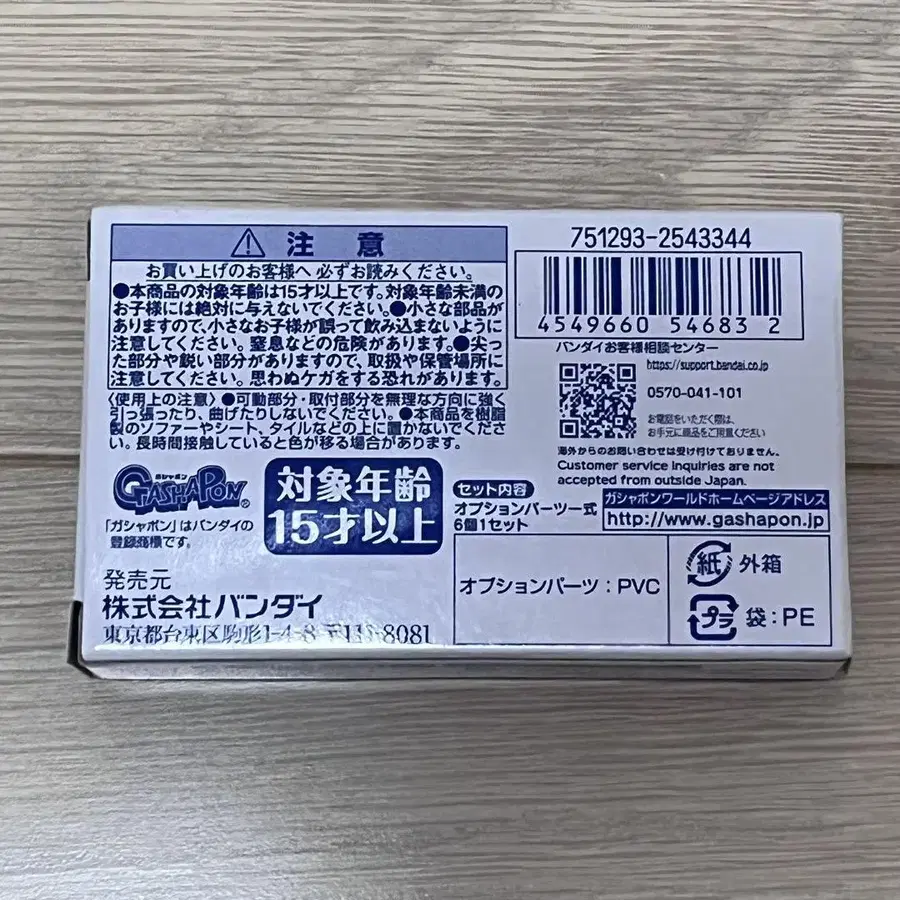 ⚠ 注意
お買い上げのお客様へ 必ずお読みください。
●本商品の対象年齢は15才以上です。対象年齢未満の
お子様には絶対に与えないでください。●小さな部品が
ありますので、小さなお子様が誤って飲み込まないように
注意してください。窒息などの危険があります。●尖っ
た部分や鋭い部分がありますので、取扱や保管場所に
注意してください。思わぬケガをする恐れがあります。
〈使用上の注意〉●可動部分・取付部分を無理な方向に強く
引っ張ったり、曲げたりしないでください。●本商品を樹脂
製のソファーやシート、タイルなどの上に置かないでくださ
い。長時間接触していると色が移る場合があります。
ガシャポン
GASHAPON®
「ガシャポン」はバンダイの
登録商標です。
対象年齢
15才以上
発売元
株式会社バンダイ
東京都台東区駒形1-4-8 〒111-8081
751293-2543344
4549660 54683 2
バンダイお客様相談センター
https://support.bandai.co.jp
0570-041-101
お電話をいただく際は、
お手元に商品をご用意ください
海外からのお問い合わせは受け付けておりません。
Customer service inquiries are not
accepted from outside Japan.
セット内容
オプションパーツ一式
6個1セット
ガシャポンワールドホームページアドレス
http://www.gashapon.jp
オプションパーツ：PVC
紙 外箱
プラ 袋：PE